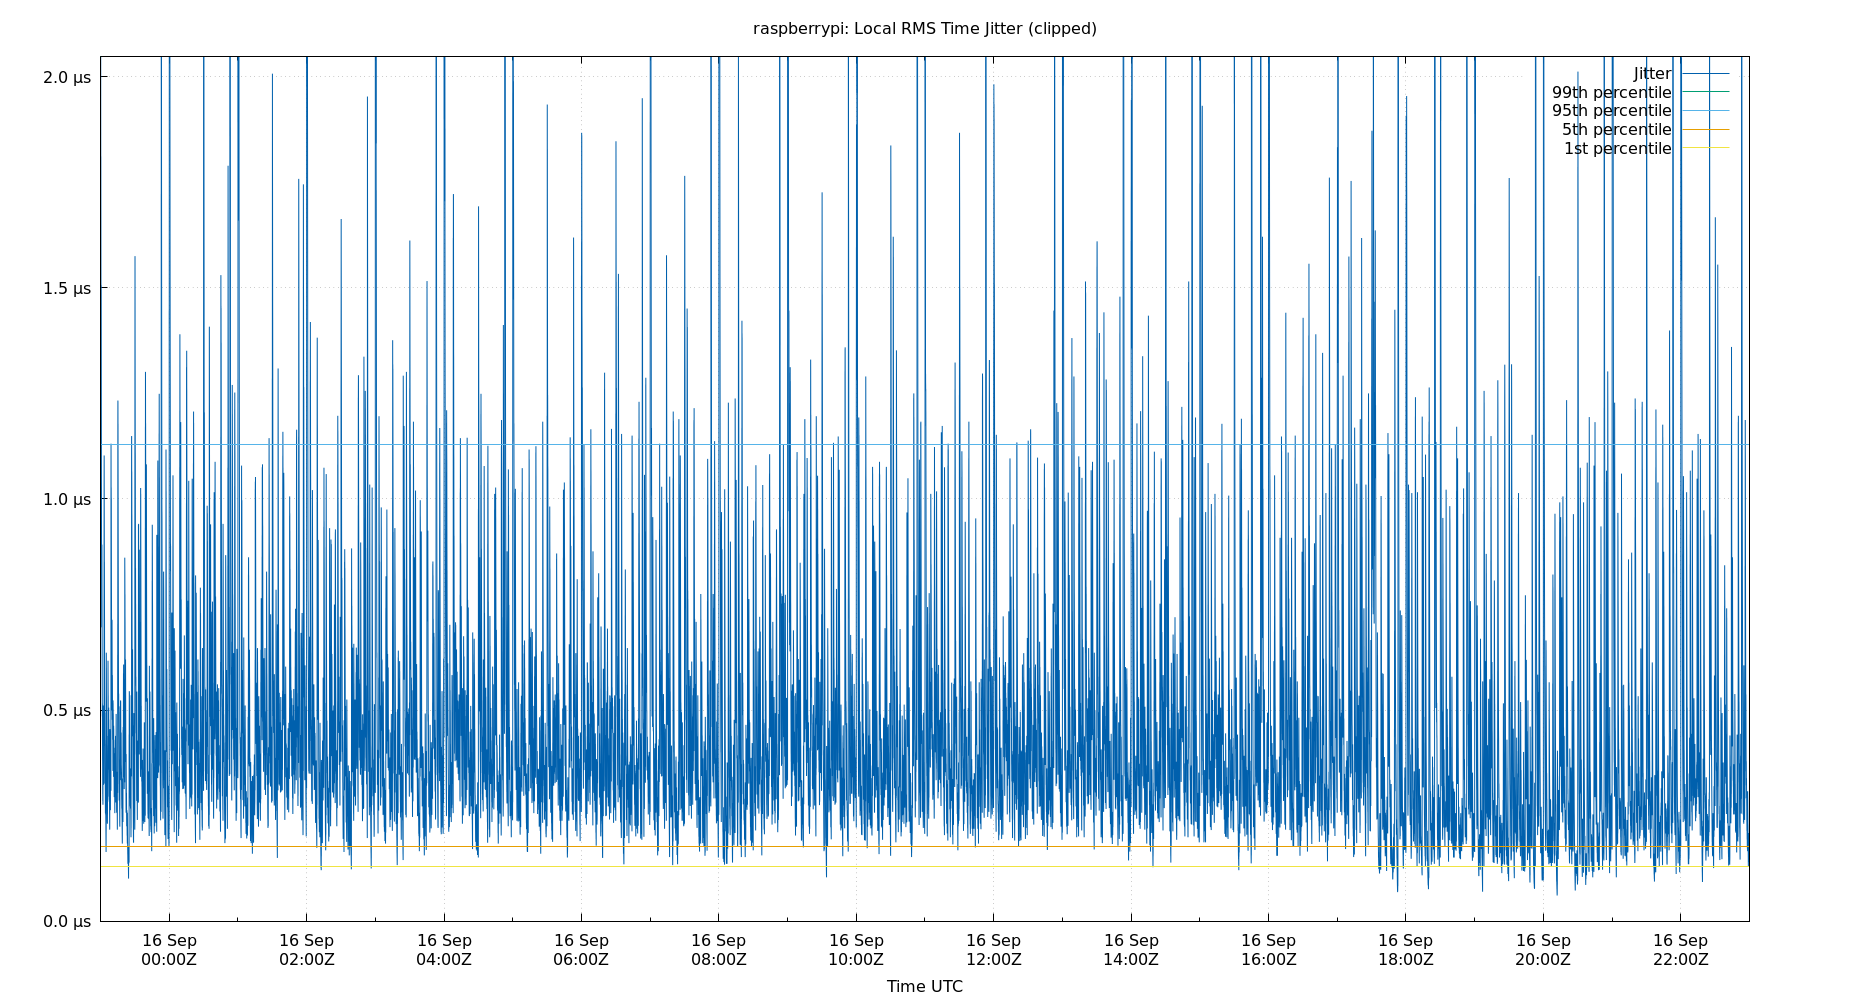 raspberrypi: Local RMS Time Jitter (clipped)
2.0 µs
1.5 µs
1.0 µs
0.5 µs
0.0 µs
Jitter
99th percentile
95th percentile
5th percentile
1st percentile
16 Sep 16 Sep 16 Sep 16 Sep 16 Sep 16 Sep 16 Sep 16 Sep 16 Sep 16 Sep 16 Sep 16 Sep
00:00Z 02:00Z 04:00Z 06:00Z 08:00Z 10:00Z 12:00Z 14:00Z 16:00Z 18:00Z 20:00Z 22:00Z
Time UTC